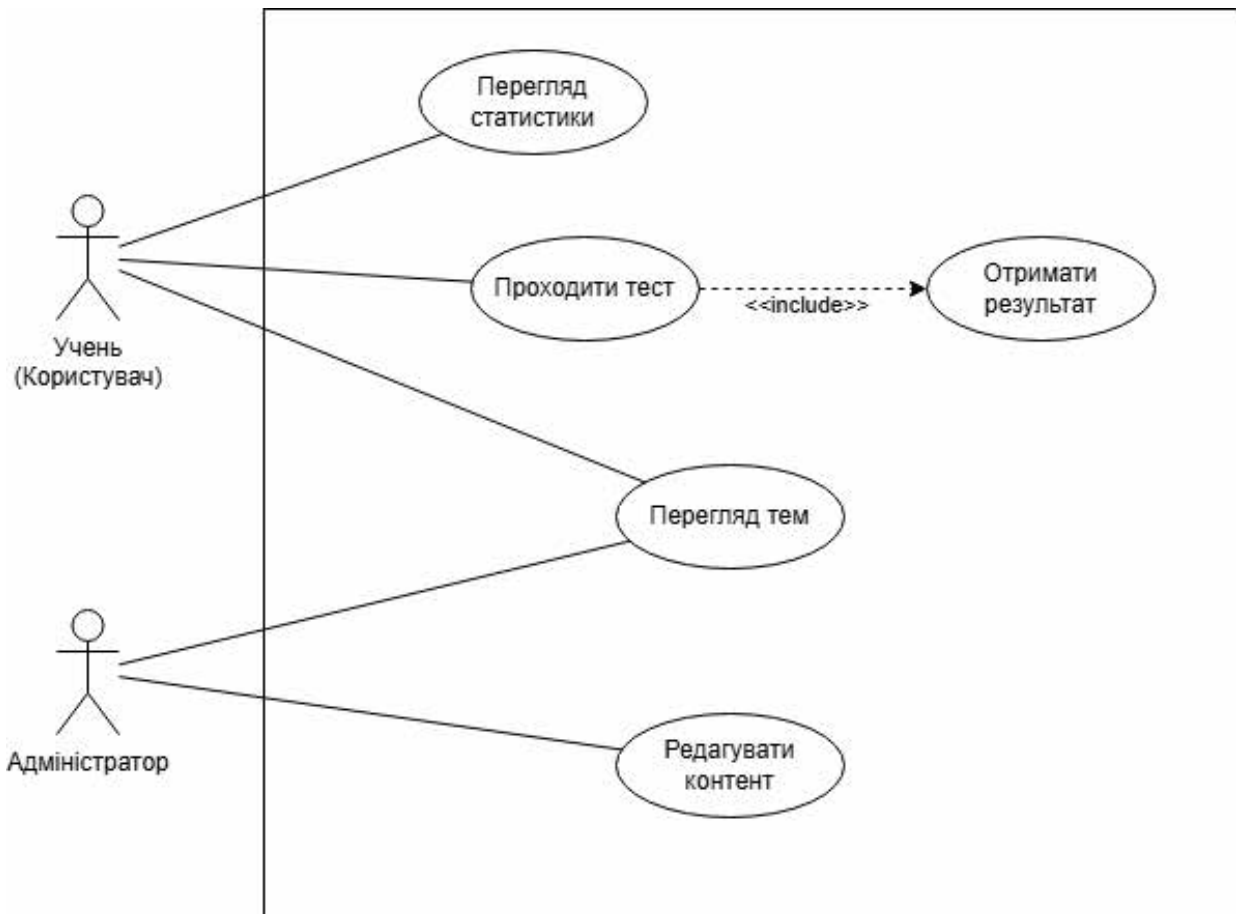 Перегляд
статистики
Проходити тест
<<include>>
Отримати
результат
Учень
(Користувач)
Перегляд тем
Адміністратор
Редагувати
контент